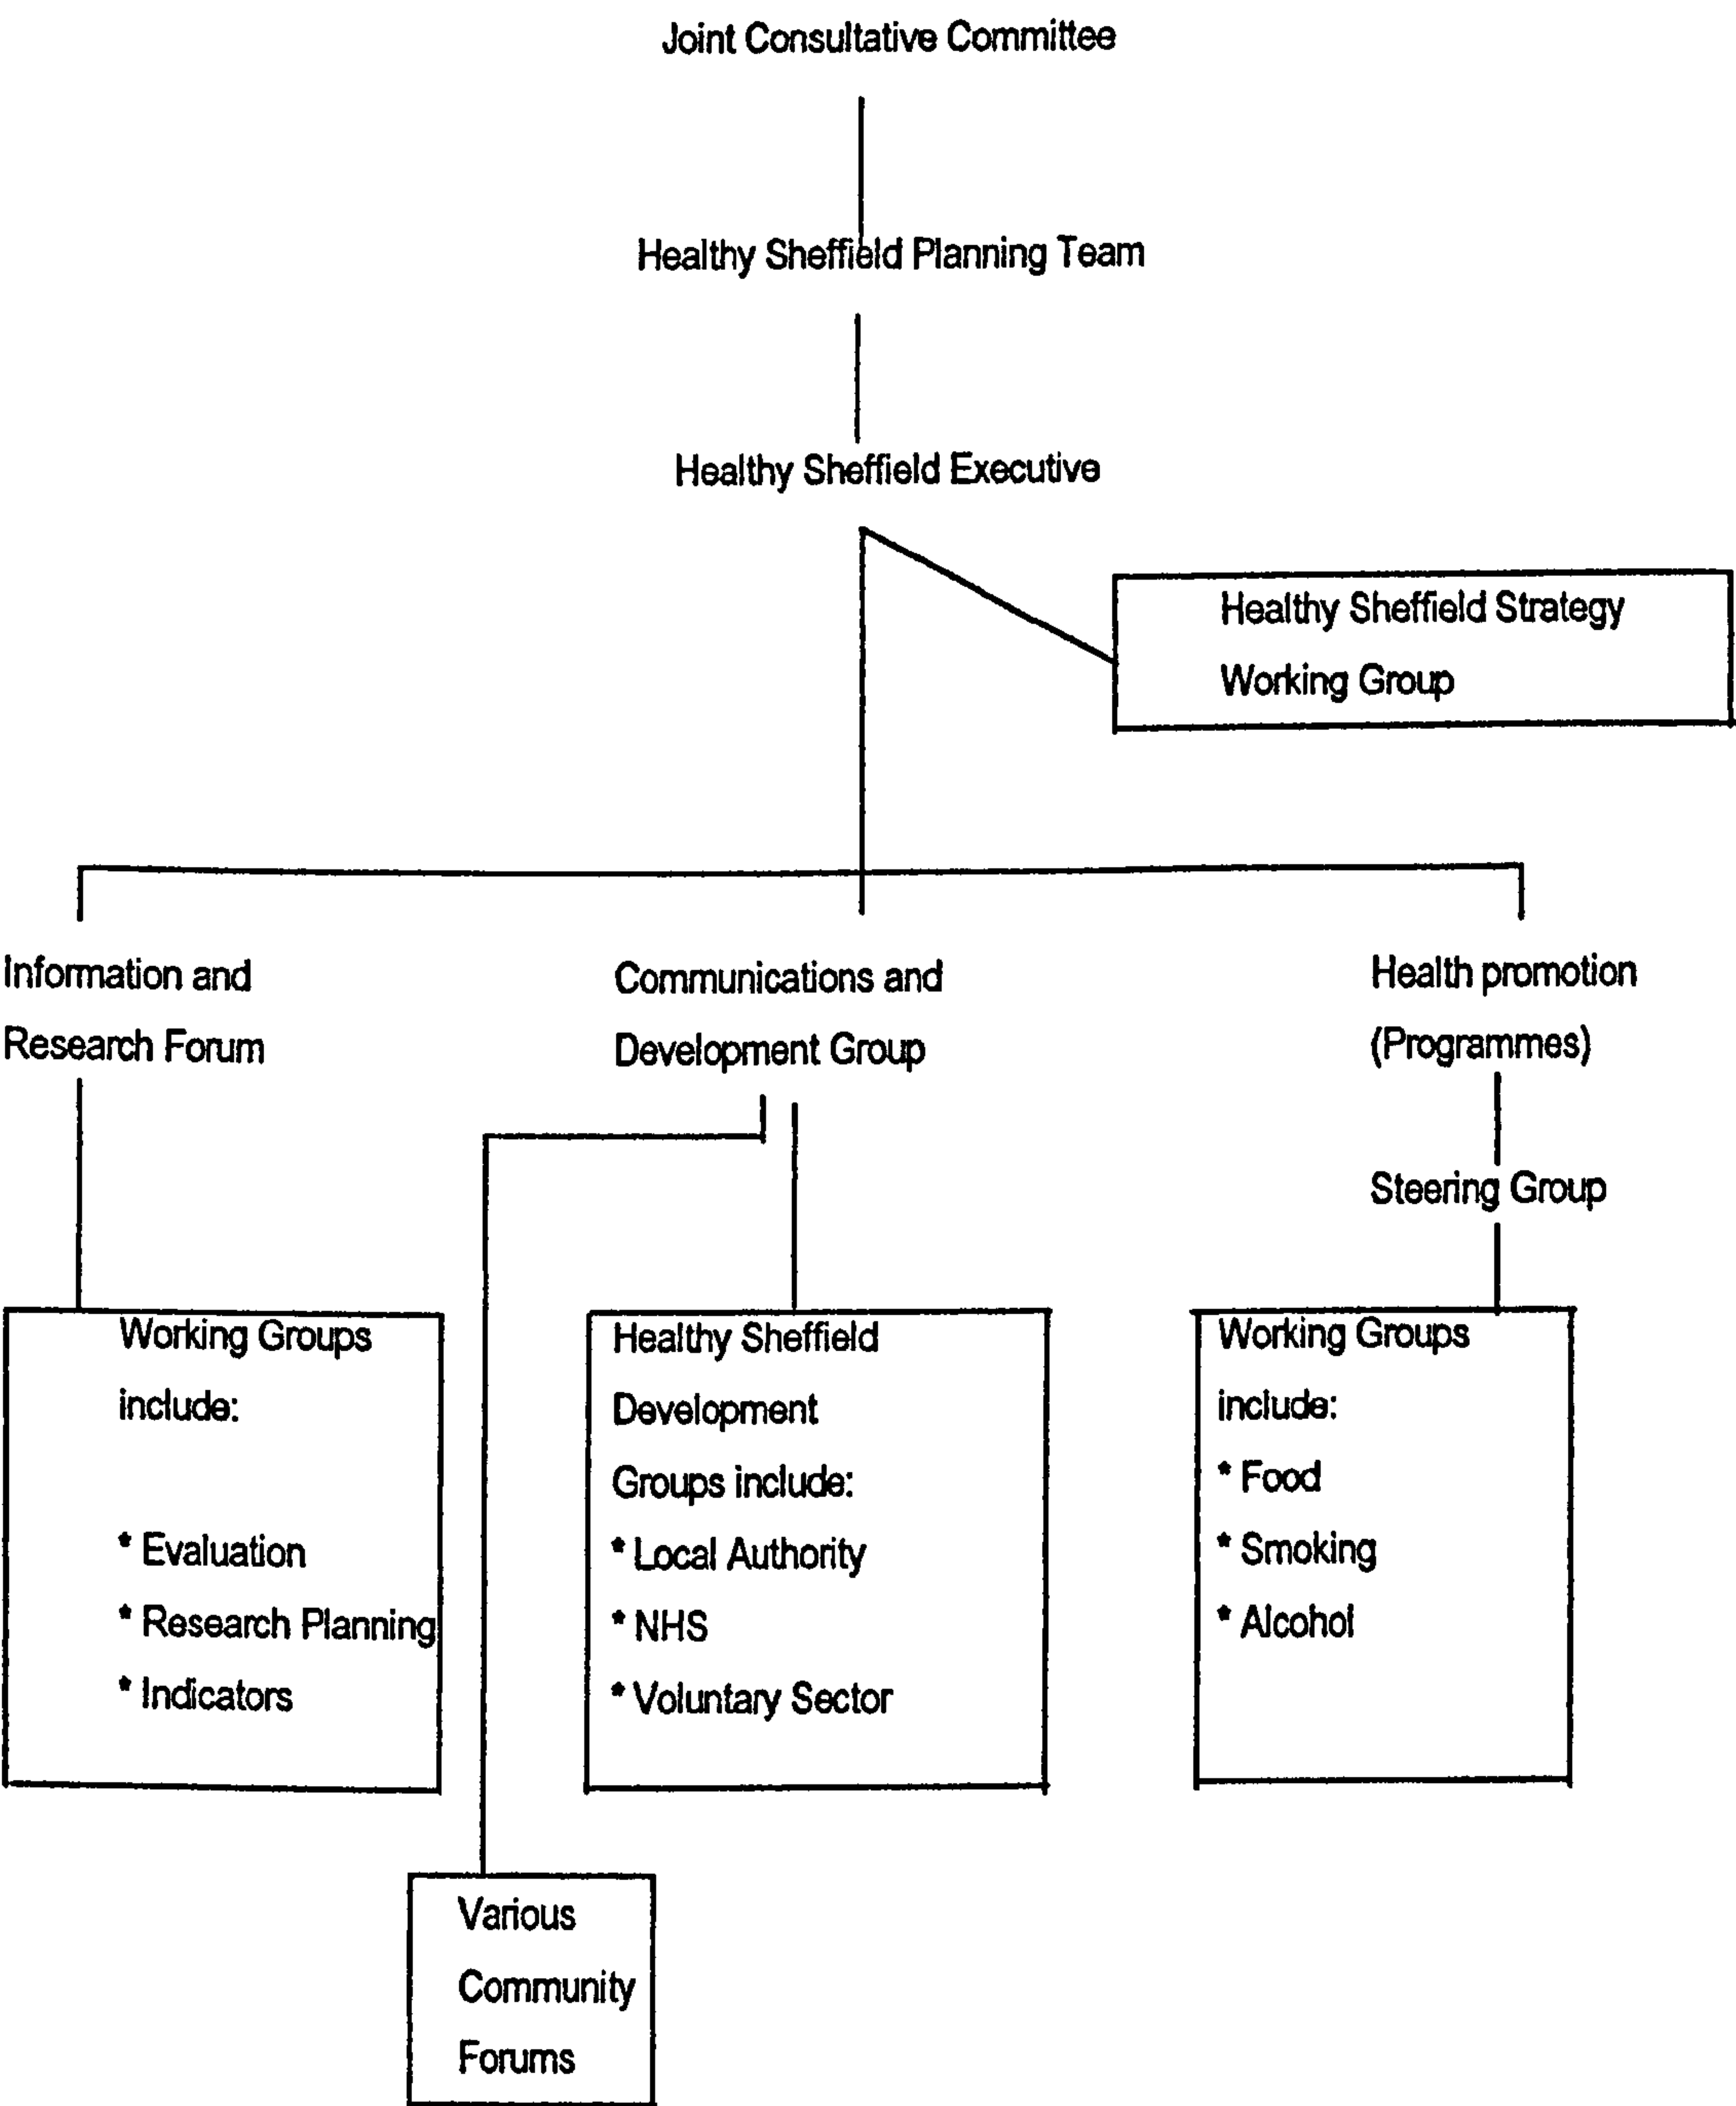 Joint Consultative Committee
Healthy Sheffield Planning Team
Healthy Sheffield Executive
Healthy Sheffield Strategy
Working Group
Information and
Research Forum
Communications and
Development Group
Health promotion
(Programmes)
Steering Group
Working Groups
include:
* Evaluation
* Research Planning
* Indicators
Healthy Sheffield
Development
Groups include:
* Local Authority
* NHS
* Voluntary Sector
Working Groups
include:
* Food
* Smoking
* Alcohol
Various
Community
Forums